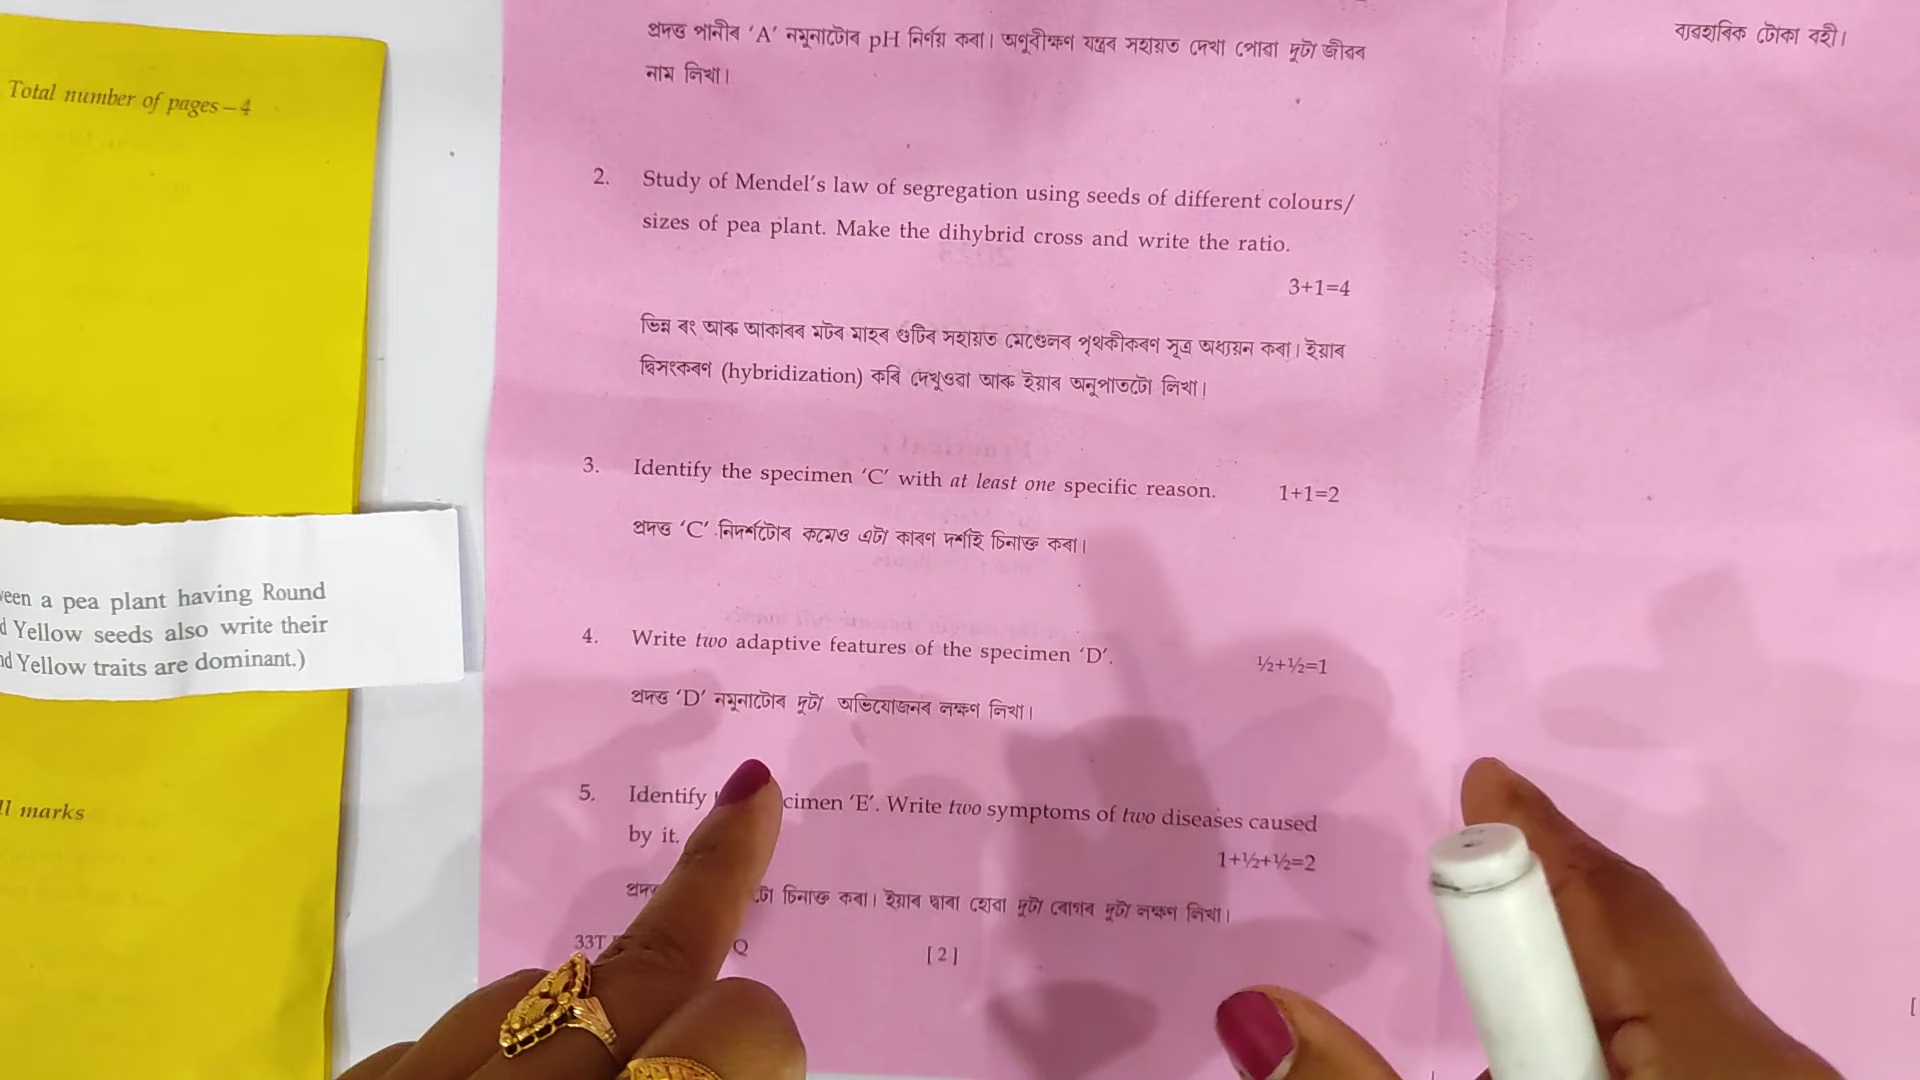 Total number of pages – 4
een a pea plant having Round
d Yellow seeds also write their
nd Yellow traits are dominant.)
ll marks
প্ৰদত্ত পানীৰ ‘A’ নমুনাটোৰ pH নিৰ্ণয় কৰা। অণুবীক্ষণ যন্ত্ৰৰ সহায়ত দেখা পোৱা দুটা জীৱৰ
নাম লিখা।
2. Study of Mendel’s law of segregation using seeds of different colours/
sizes of pea plant. Make the dihybrid cross and write the ratio.
3+1=4
ভিন্ন ৰং আৰু আকাৰৰ মটৰ মাহৰ গুটিৰ সহায়ত মেণ্ডেলৰ পৃথকীকৰণ সূত্ৰ অধ্যয়ন কৰা। ইয়াৰ
দ্বিসংকৰণ (hybridization) কৰি দেখুওৱা আৰু ইয়াৰ অনুপাতটো লিখা।
3. Identify the specimen ‘C’ with at least one specific reason. 1+1=2
প্ৰদত্ত ‘C’ নিদৰ্শটোৰ কমেও এটা কাৰণ দৰ্শাই চিনাক্ত কৰা।
4. Write two adaptive features of the specimen ‘D’. ½+½=1
প্ৰদত্ত ‘D’ নমুনাটোৰ দুটা অভিযোজনৰ লক্ষণ লিখা।
5. Identify cimen ‘E’. Write two symptoms of two diseases caused
by it.
1+½+½=2
টো চিনাক্ত কৰা। ইয়াৰ দ্বাৰা হোৱা দুটা ৰোগৰ দুটা লক্ষণ লিখা।
33T Q [ 2 ]
ব্যৱহাৰিক টোকা বহী।
[